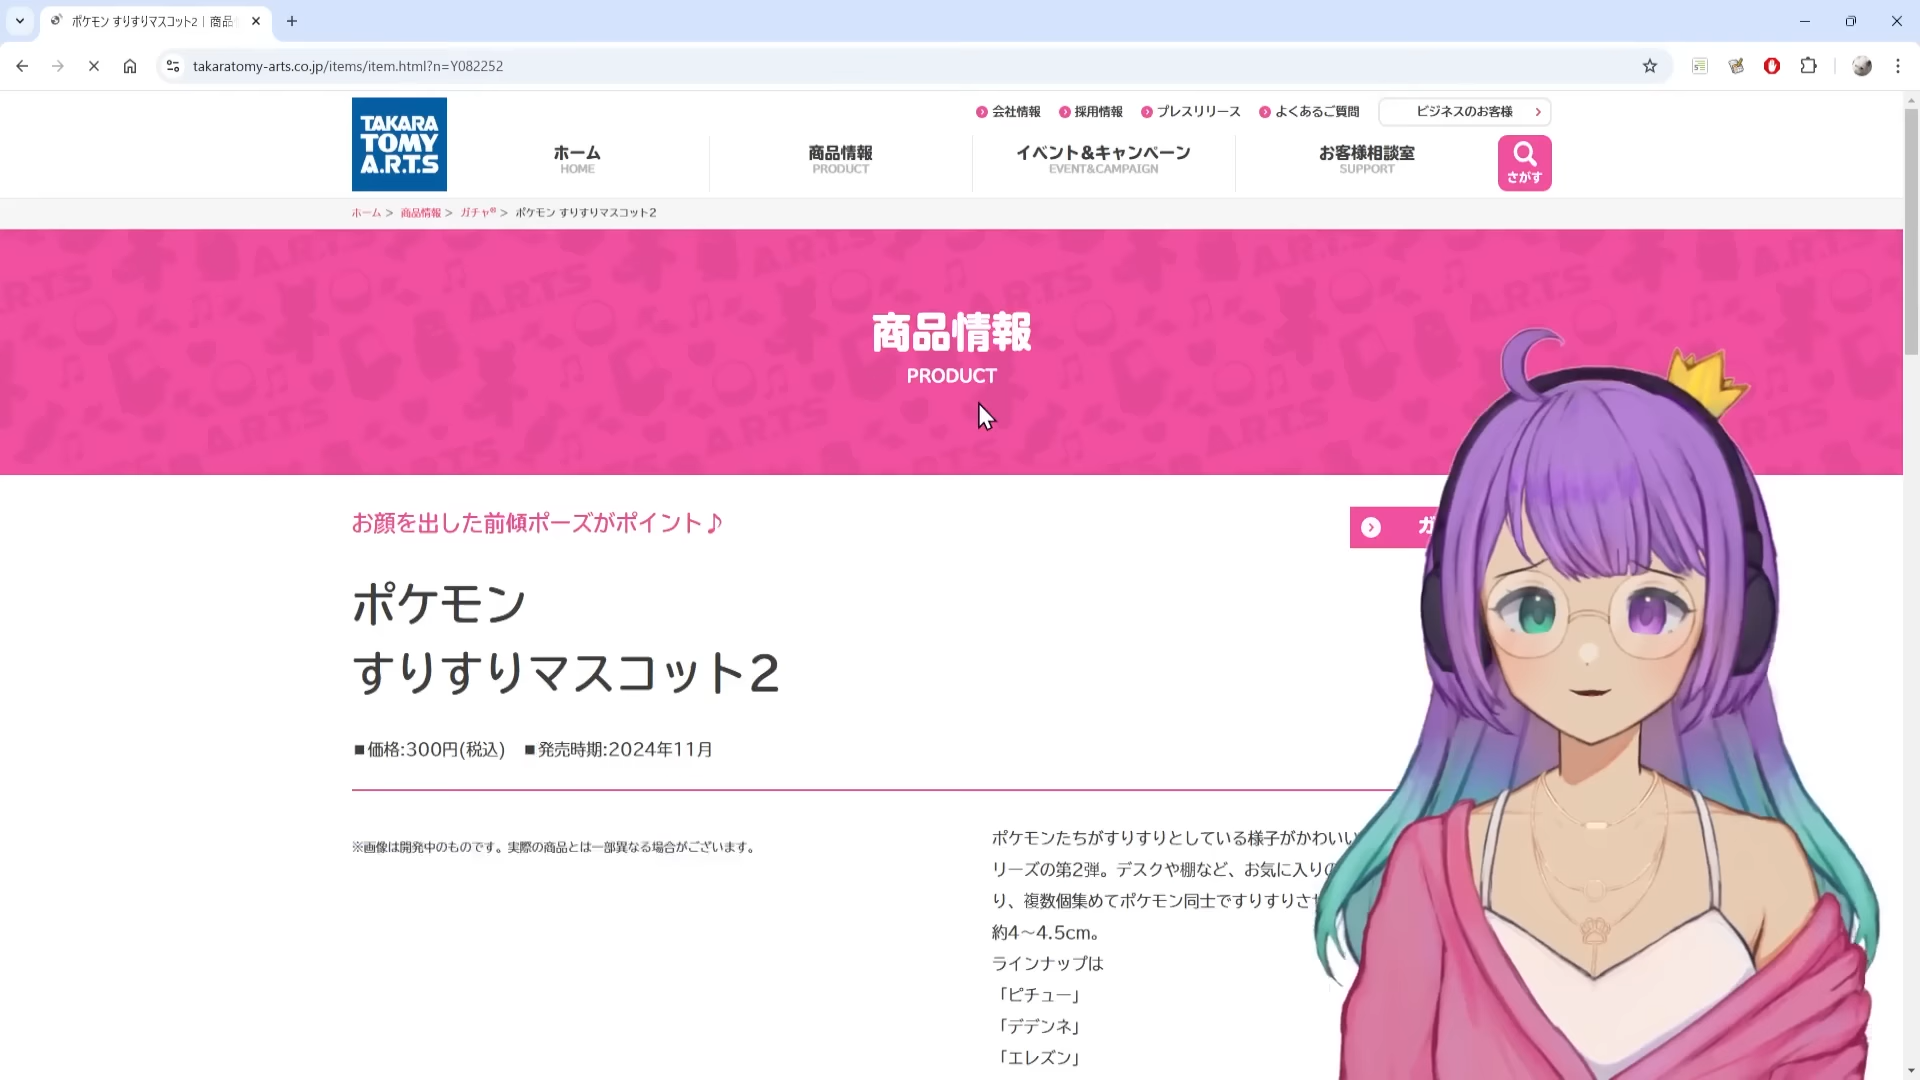 ポケモン すりすりマスコット2 | 商品
takaratomy-arts.co.jp/items/item.html?n=Y082252
TAKARA
TOMY
A.R.T.S
会社情報
採用情報
プレスリリース
よくあるご質問
ビジネスのお客様
ホーム
HOME
商品情報
PRODUCT
イベント&キャンペーン
EVENT&CAMPAIGN
お客様相談室
SUPPORT
さがす
ホーム > 商品情報 > ガチャ® > ポケモン すりすりマスコット2
商品情報
PRODUCT
お顔を出した前傾ポーズがポイント♪
ガ
ポケモン
すりすりマスコット2
■価格:300円(税込) ■発売時期:2024年11月
※画像は開発中のものです。実際の商品とは一部異なる場合がございます。
ポケモンたちがすりすりとしている様子がかわいい
リーズの第2弾。デスクや棚など、お気に入りの
り、複数個集めてポケモン同士ですりすりさせ
約4～4.5cm。
ラインナップは
「ピチュー」
「デデンネ」
「エレズン」